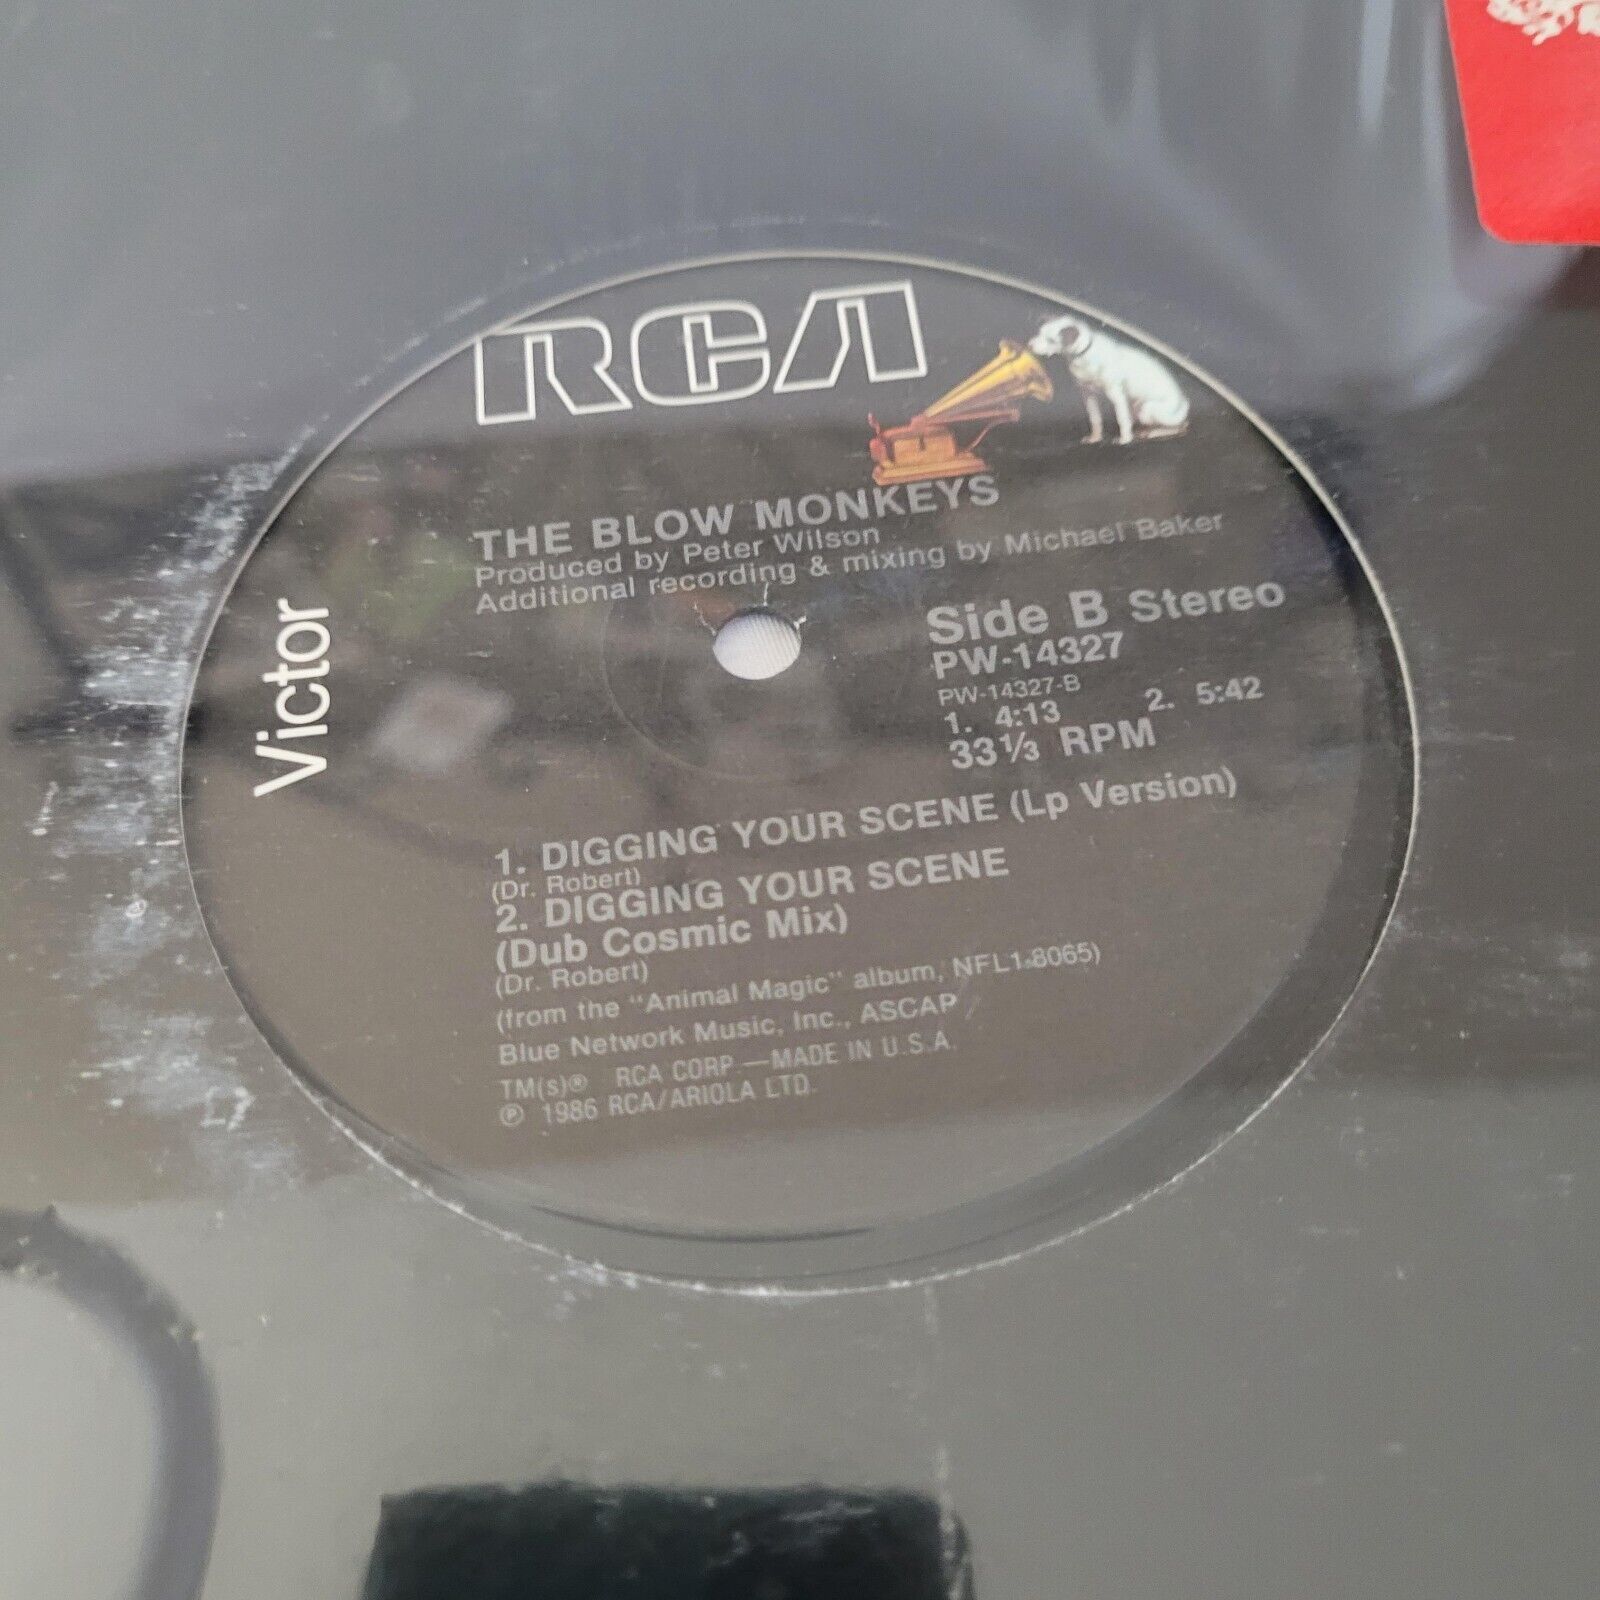 RCA
Victor
THE BLOW MONKEYS
Produced by Peter Wilson
Additional recording & mixing by Michael Baker
Side B Stereo
PW-14327
PW-14327-B
1. 4:13 2. 5:42
33⅓ RPM
1. DIGGING YOUR SCENE (Lp Version)
(Dr. Robert)
2. DIGGING YOUR SCENE
(Dub Cosmic Mix)
(Dr. Robert)
(from the "Animal Magic" album, NFL1-8065)
Blue Network Music, Inc., ASCAP
TM(s)® RCA CORP.—MADE IN U.S.A.
℗ 1986 RCA/ARIOLA LTD.